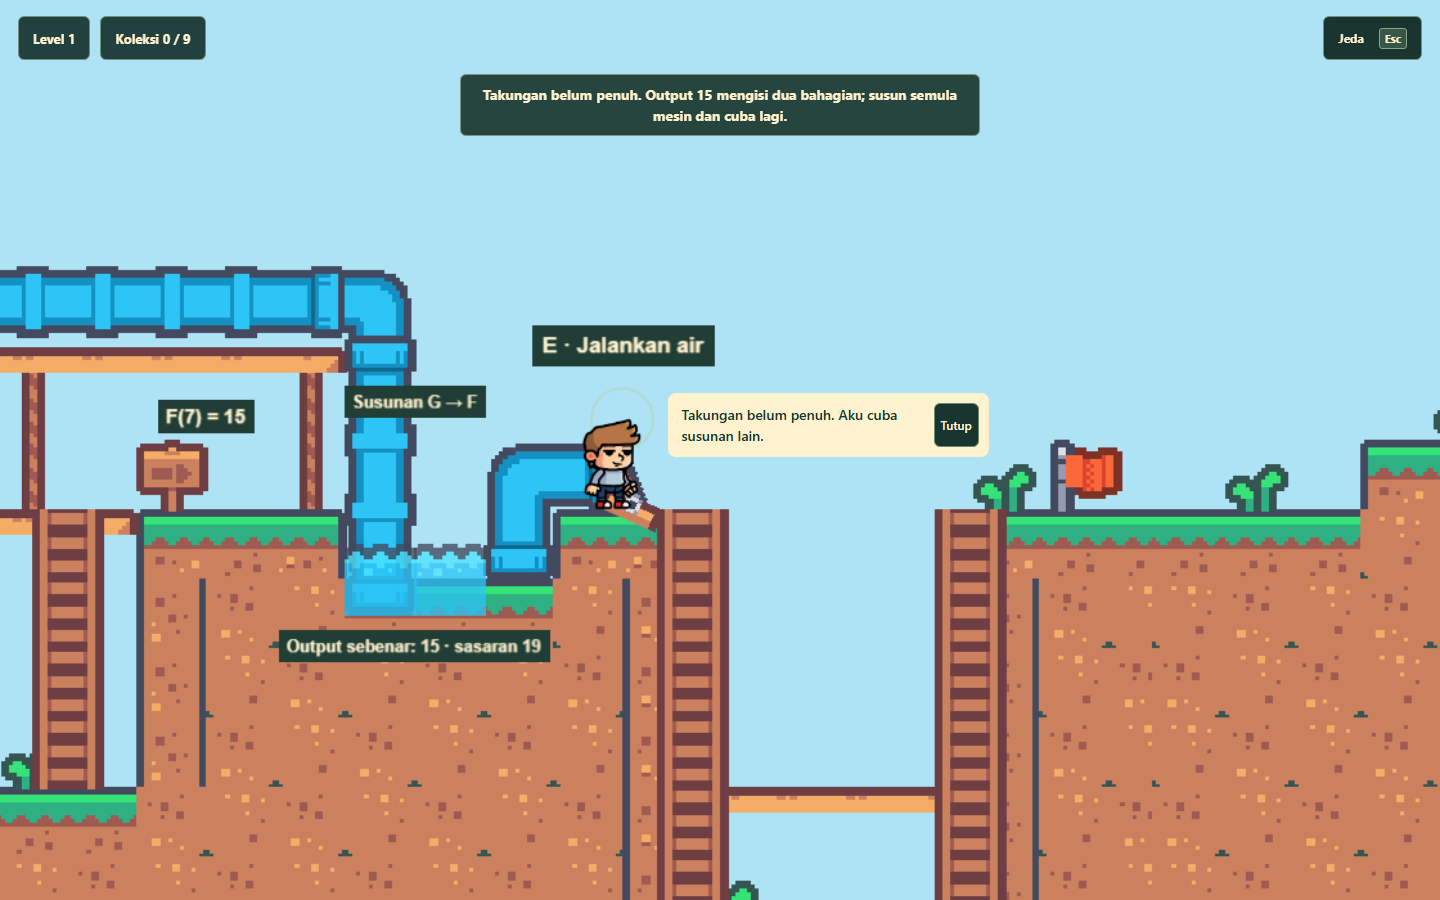 Level 1
Koleksi 0 / 9
Jeda Esc
Takungan belum penuh. Output 15 mengisi dua bahagian; susun semula
mesin dan cuba lagi.
E · Jalankan air
F(7) = 15
Susunan G → F
Takungan belum penuh. Aku cuba
susunan lain.
Tutup
Output sebenar: 15 · sasaran 19